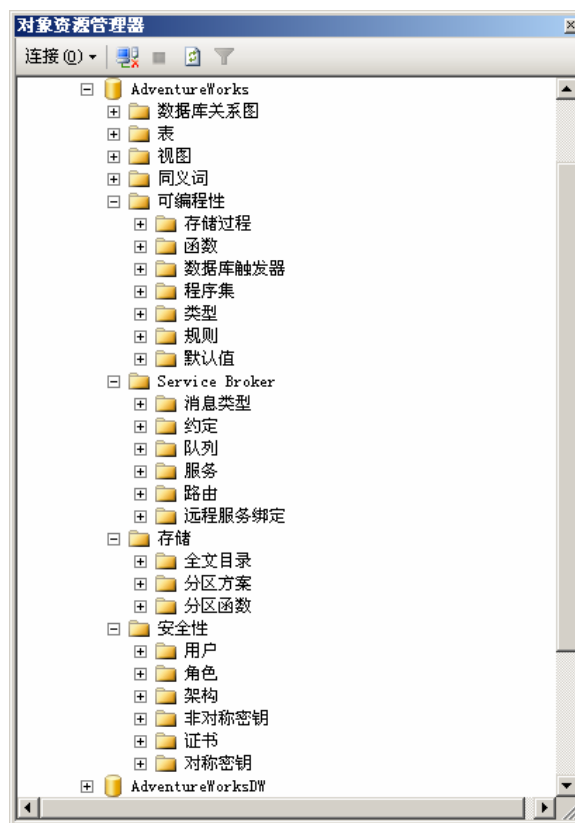 对象资源管理器
连接(O)
AdventureWorks
数据库关系图
表
视图
同义词
可编程性
存储过程
函数
数据库触发器
程序集
类型
规则
默认值
Service Broker
消息类型
约定
队列
服务
路由
远程服务绑定
存储
全文目录
分区方案
分区函数
安全性
用户
角色
架构
非对称密钥
证书
对称密钥
AdventureWorksDW